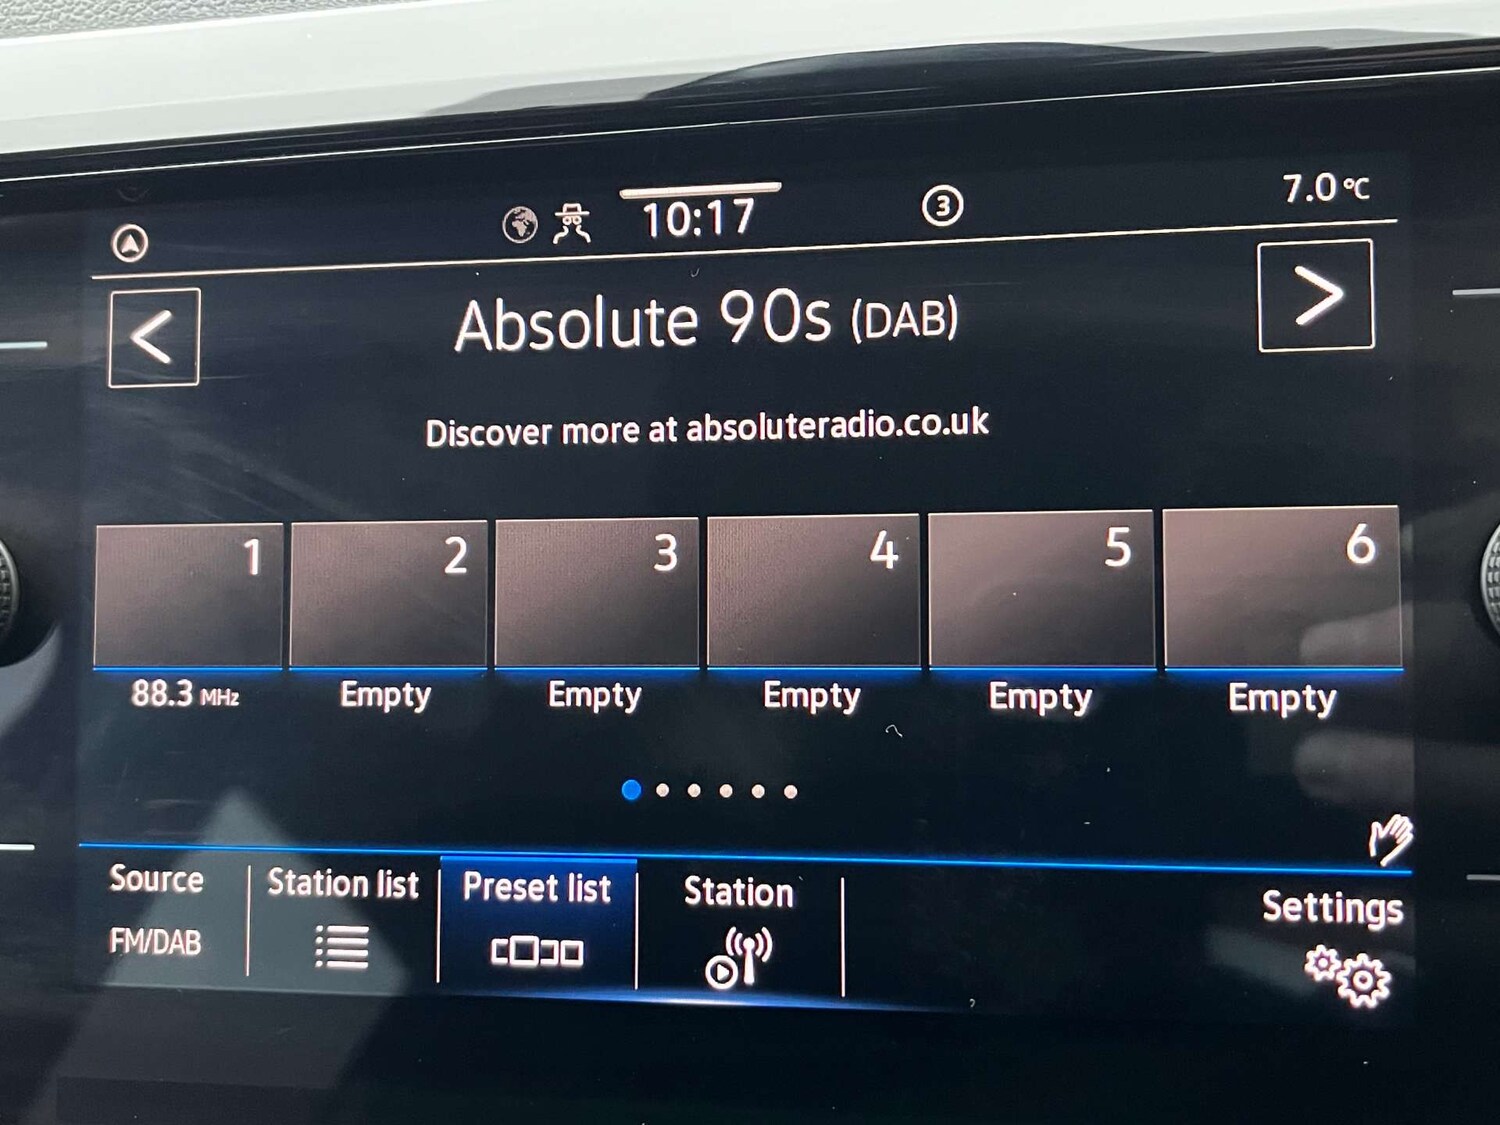 10:17
3
7.0 °C
<
Absolute 90s (DAB)
>
Discover more at absoluteradio.co.uk
1
2
3
4
5
6
88.3 MHz
Empty
Empty
Empty
Empty
Empty
Source
FM/DAB
Station list
Preset list
Station
Settings